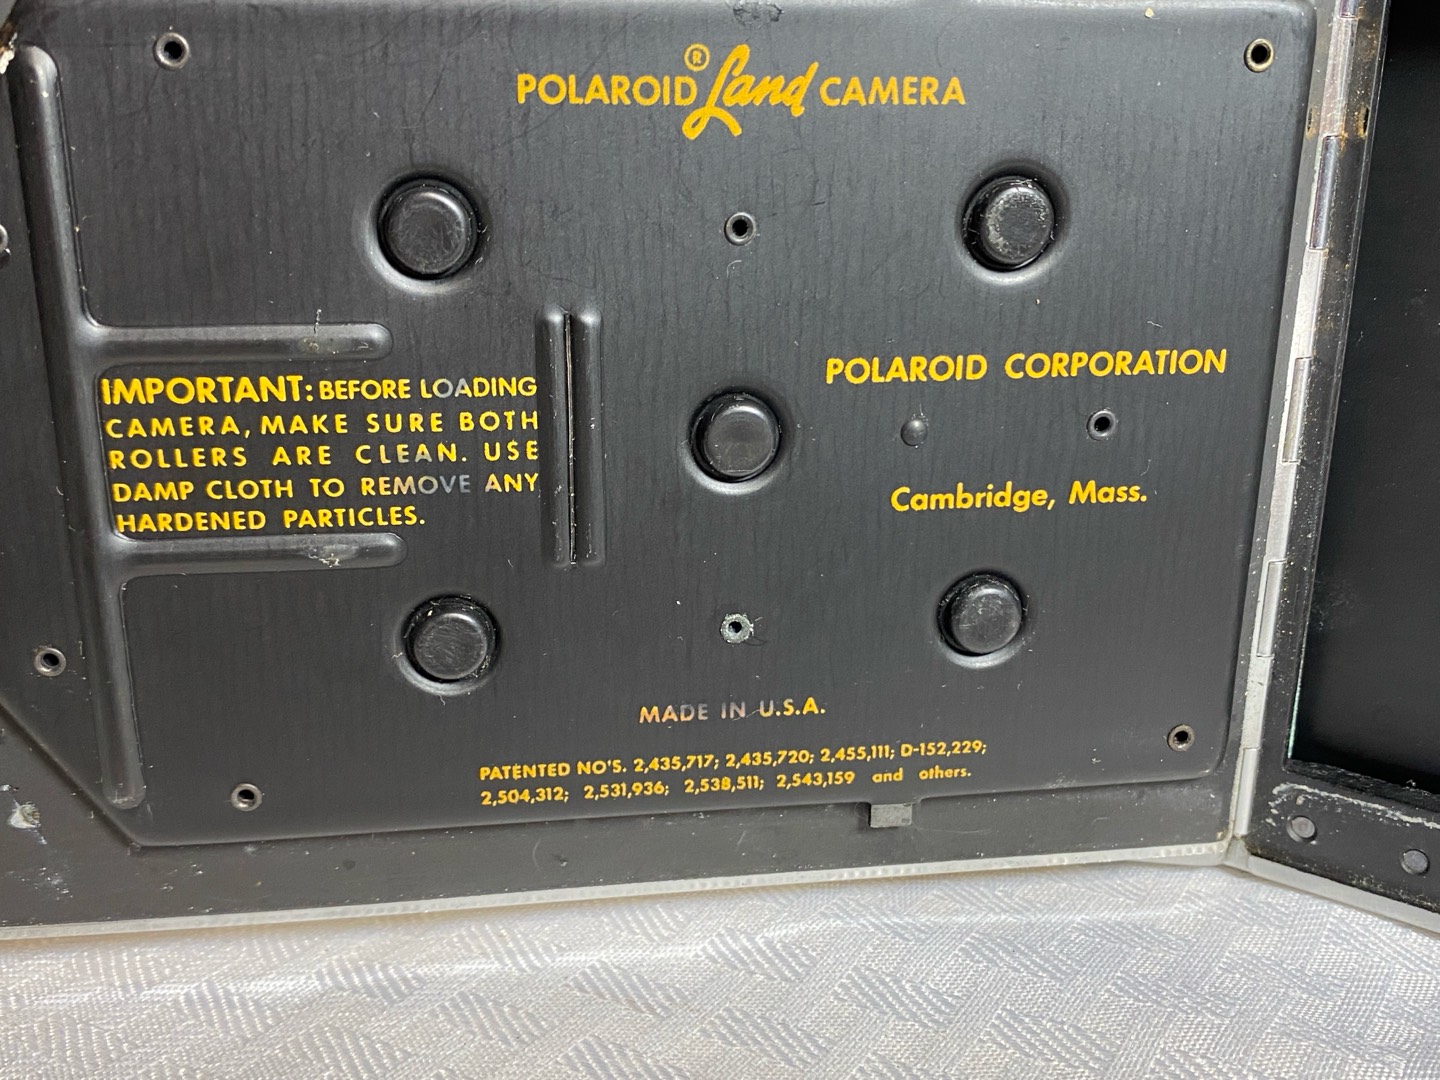 POLAROID® Land CAMERA
IMPORTANT: BEFORE LOADING
CAMERA, MAKE SURE BOTH
ROLLERS ARE CLEAN. USE
DAMP CLOTH TO REMOVE ANY
HARDENED PARTICLES.
POLAROID CORPORATION
Cambridge, Mass.
MADE IN U.S.A.
PATENTED NO'S. 2,435,717; 2,435,720; 2,455,111; D-152,229;
2,504,312; 2,531,936; 2,538,511; 2,543,159 and others.